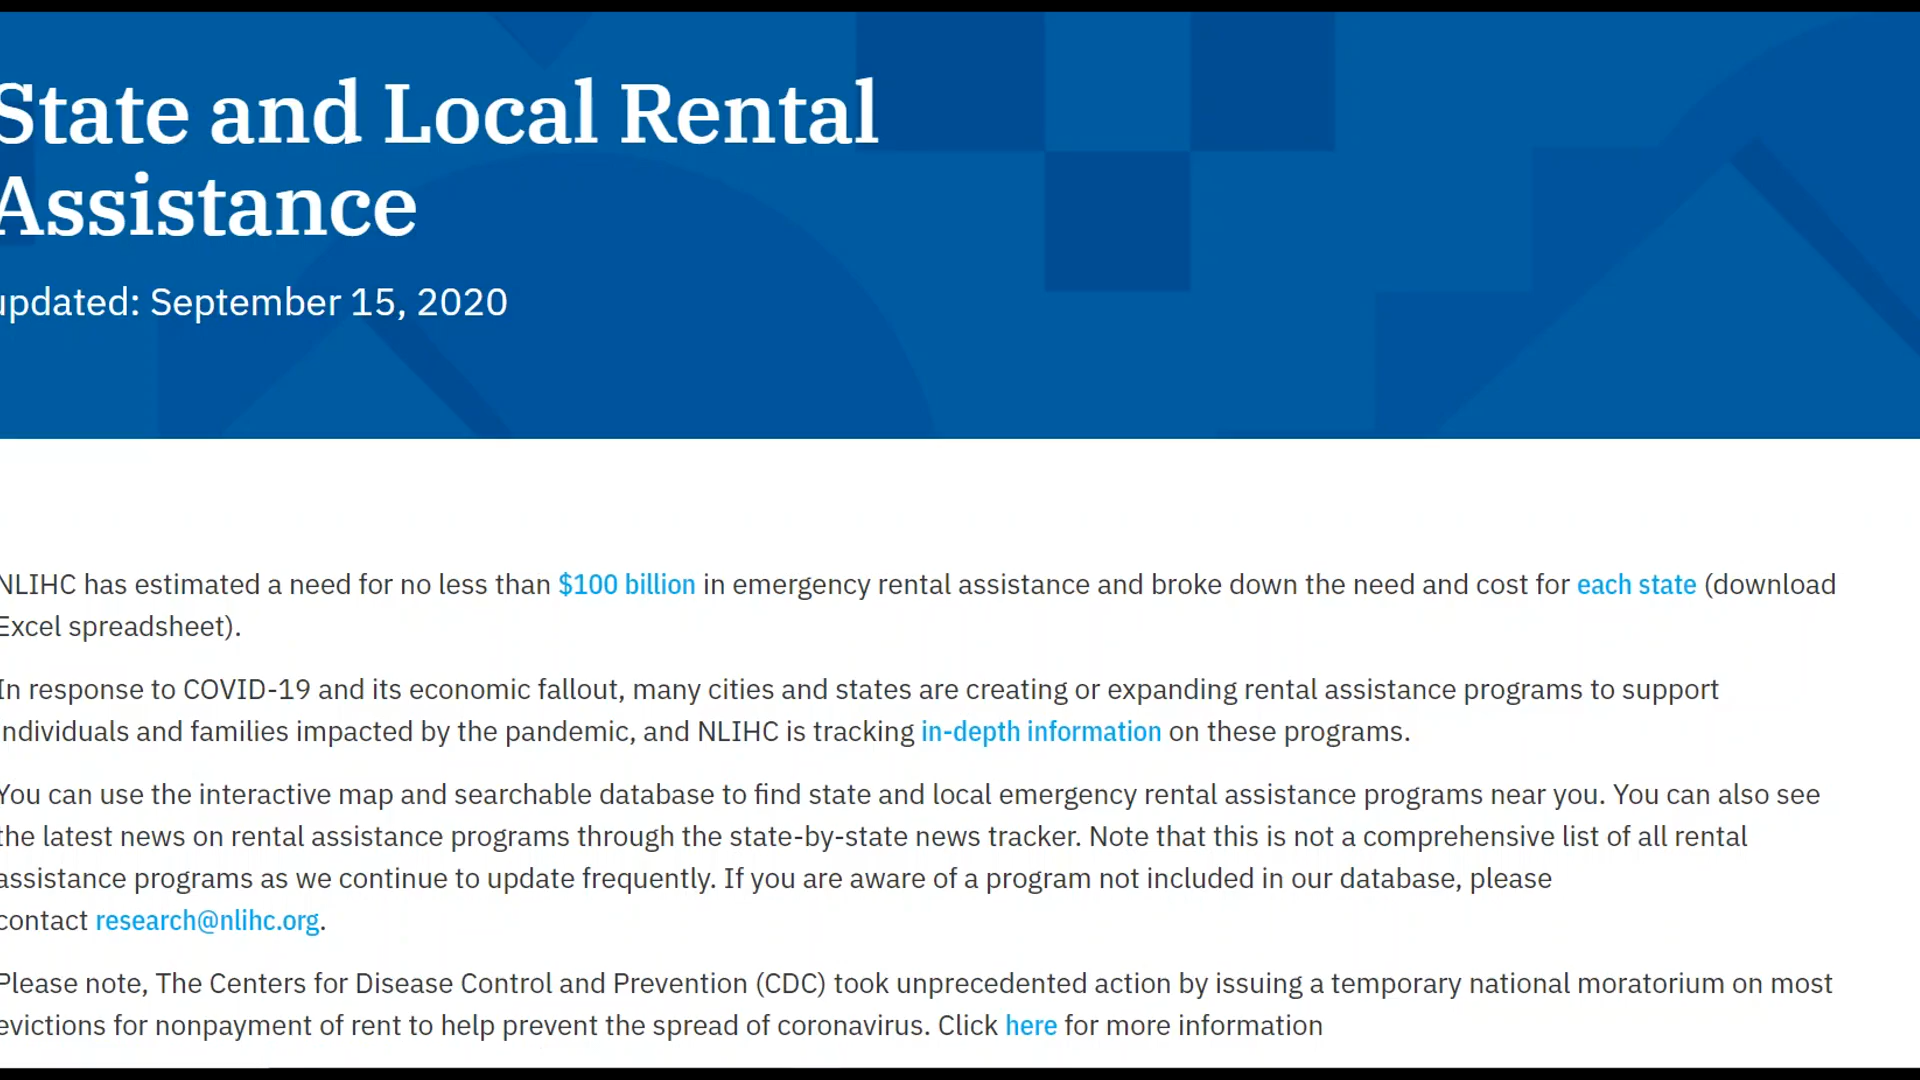 State and Local Rental
Assistance
updated: September 15, 2020
NLIHC has estimated a need for no less than $100 billion in emergency rental assistance and broke down the need and cost for each state (download
Excel spreadsheet).
In response to COVID-19 and its economic fallout, many cities and states are creating or expanding rental assistance programs to support
individuals and families impacted by the pandemic, and NLIHC is tracking in-depth information on these programs.
You can use the interactive map and searchable database to find state and local emergency rental assistance programs near you. You can also see
the latest news on rental assistance programs through the state-by-state news tracker. Note that this is not a comprehensive list of all rental
assistance programs as we continue to update frequently. If you are aware of a program not included in our database, please
contact research@nlihc.org.
Please note, The Centers for Disease Control and Prevention (CDC) took unprecedented action by issuing a temporary national moratorium on most
evictions for nonpayment of rent to help prevent the spread of coronavirus. Click here for more information